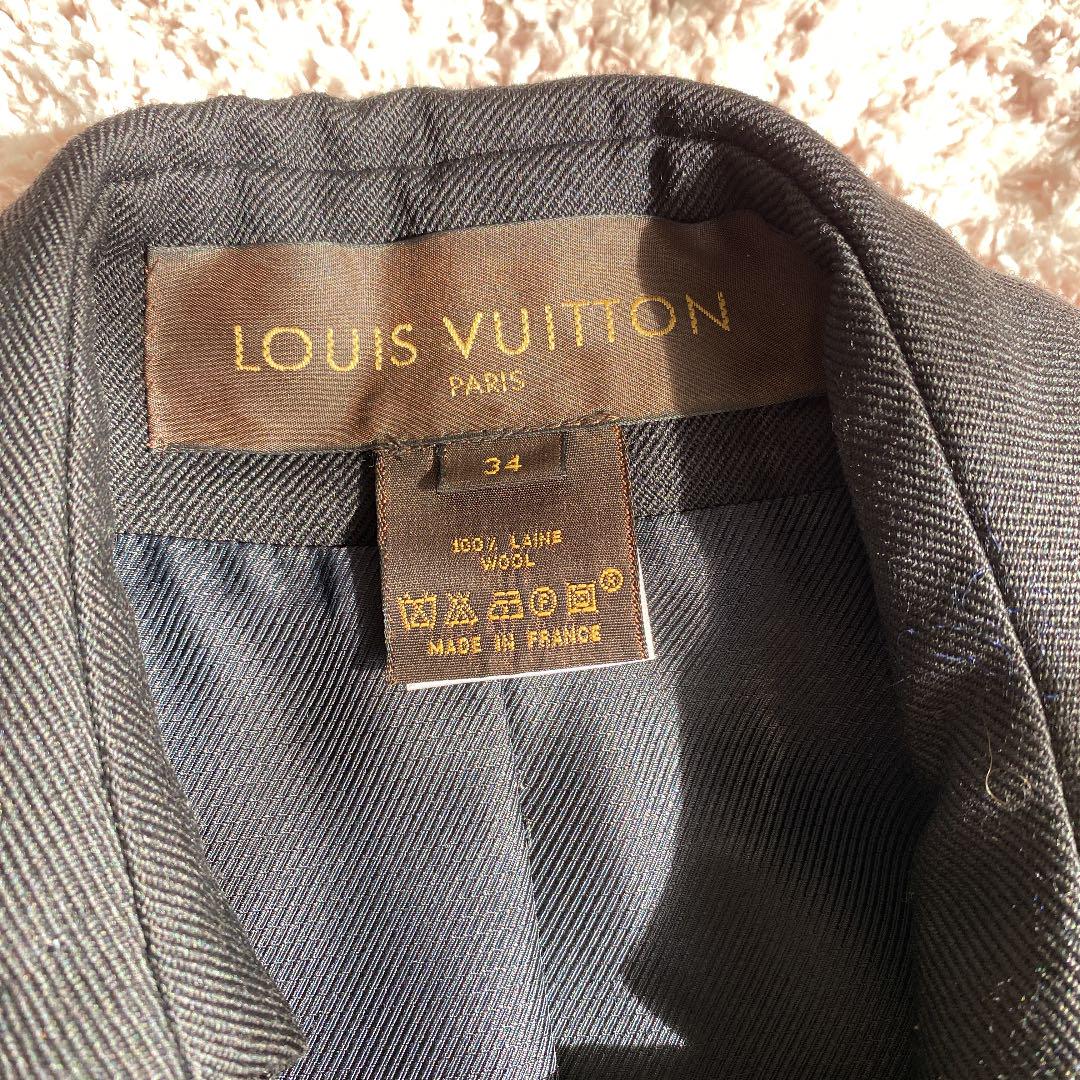 LOUIS VUITTON
PARIS
34
100% LAINE
WOOL
P ®
MADE IN FRANCE